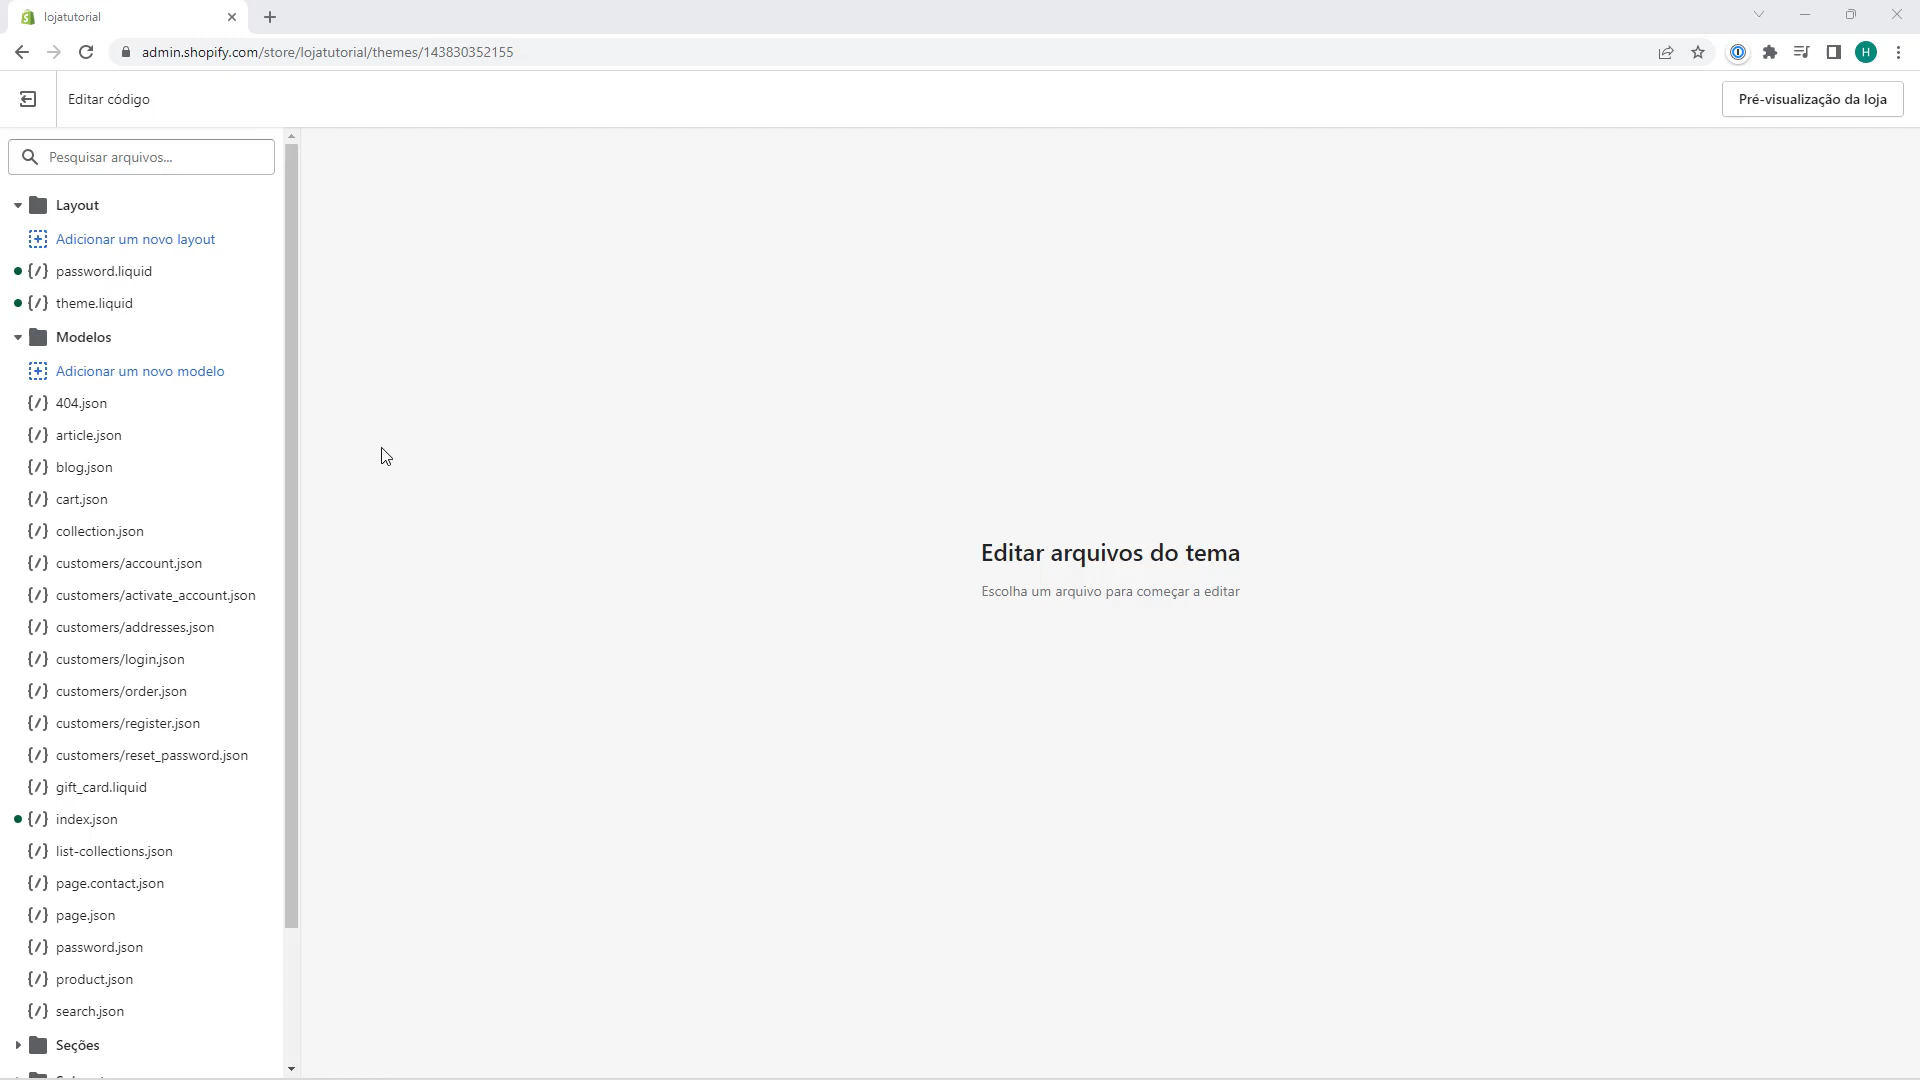 lojatutorial
admin.shopify.com/store/lojatutorial/themes/143830352155
H
Editar código
Pré-visualização da loja
Pesquisar arquivos...
Layout
Adicionar um novo layout
{/} password.liquid
{/} theme.liquid
Modelos
Adicionar um novo modelo
{/} 404.json
{/} article.json
{/} blog.json
{/} cart.json
{/} collection.json
{/} customers/account.json
{/} customers/activate_account.json
{/} customers/addresses.json
{/} customers/login.json
{/} customers/order.json
{/} customers/register.json
{/} customers/reset_password.json
{/} gift_card.liquid
{/} index.json
{/} list-collections.json
{/} page.contact.json
{/} page.json
{/} password.json
{/} product.json
{/} search.json
Seções
Editar arquivos do tema
Escolha um arquivo para começar a editar